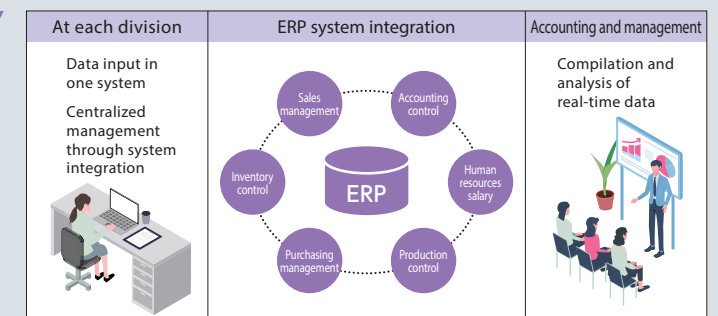 At each division
Data input in
one system
Centralized
management
through system
integration
ERP system integration
Sales
management
Accounting
control
Inventory
control
ERP
Human
resources
salary
Purchasing
management
Production
control
Accounting and management
Compilation and
analysis of
real-time data